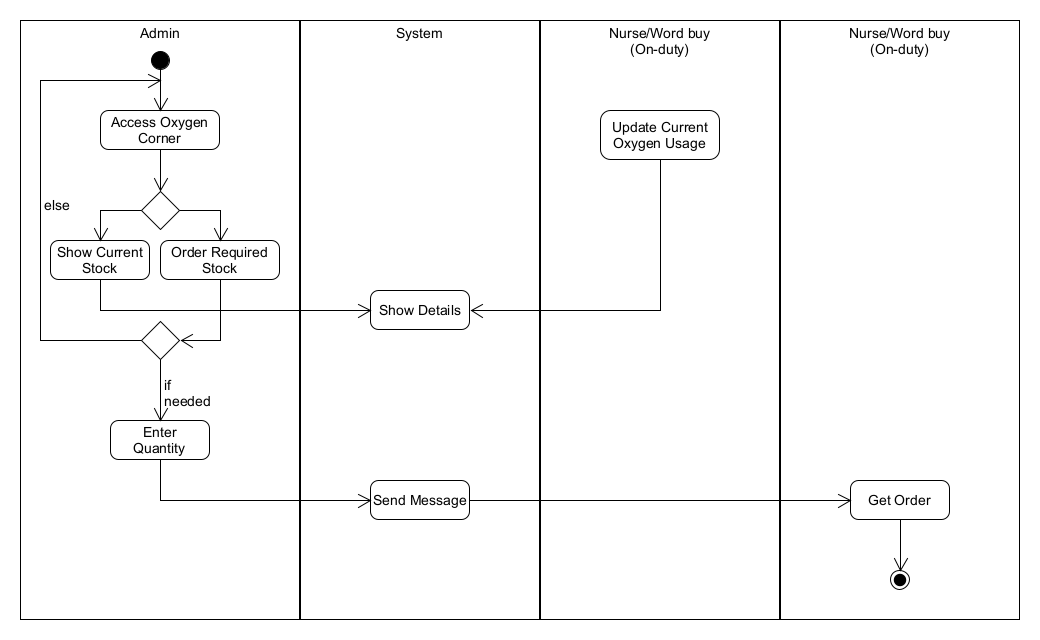 Admin
System
Nurse/Word buy
(On-duty)
Nurse/Word buy
(On-duty)
Access Oxygen
Corner
Update Current
Oxygen Usage
else
Show Current
Stock
Order Required
Stock
Show Details
if
needed
Enter
Quantity
Send Message
Get Order